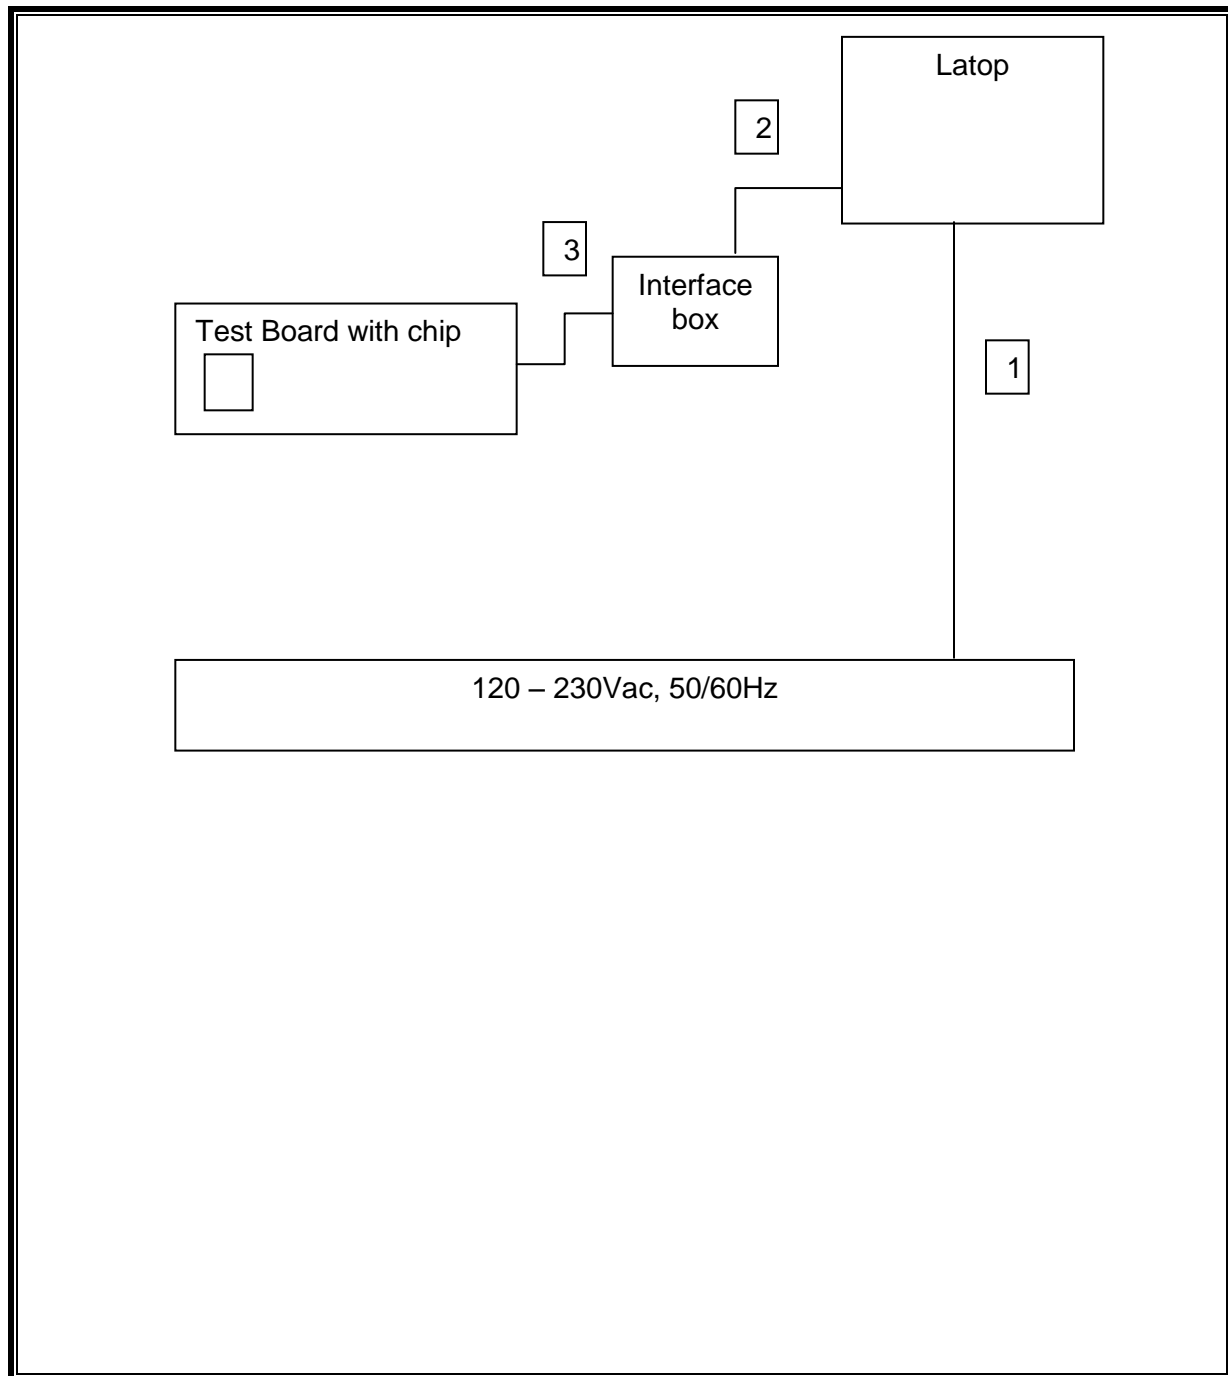 Latop
2
3
Interface
box
Test Board with chip
1
120 – 230Vac, 50/60Hz